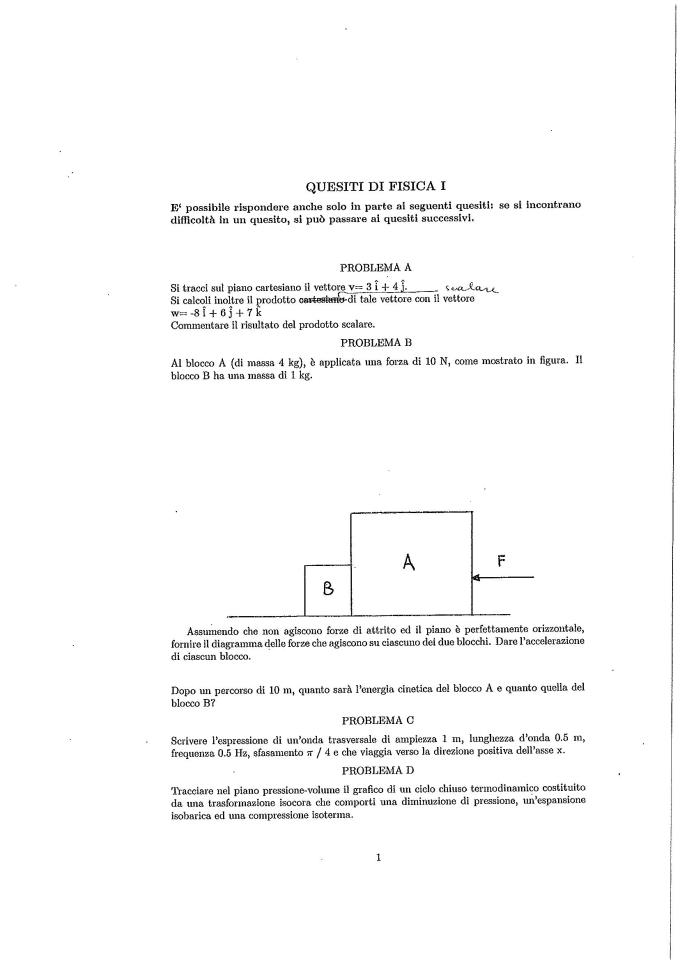 QUESITI DI FISICA I
E' possibile rispondere anche solo in parte ai seguenti quesiti: se si incontrano
difficoltà in un quesito, si può passare ai quesiti successivi.
PROBLEMA A
Si tracci sul piano cartesiano il vettore v= 3 î + 4 ĵ.
scalare
Si calcoli inoltre il prodotto cartesiano di tale vettore con il vettore
w= -8 î + 6 ĵ + 7 k̂
Commentare il risultato del prodotto scalare.
PROBLEMA B
Al blocco A (di massa 4 kg), è applicata una forza di 10 N, come mostrato in figura. Il
blocco B ha una massa di 1 kg.
A
F
B
Assumendo che non agiscono forze di attrito ed il piano è perfettamente orizzontale,
fornire il diagramma delle forze che agiscono su ciascuno dei due blocchi. Dare l'accelerazione
di ciascun blocco.
Dopo un percorso di 10 m, quanto sarà l'energia cinetica del blocco A e quanto quella del
blocco B?
PROBLEMA C
Scrivere l'espressione di un'onda trasversale di ampiezza 1 m, lunghezza d'onda 0.5 m,
frequenza 0.5 Hz, sfasamento π / 4 e che viaggia verso la direzione positiva dell'asse x.
PROBLEMA D
Tracciare nel piano pressione-volume il grafico di un ciclo chiuso termodinamico costituito
da una trasformazione isocora che comporti una diminuzione di pressione, un'espansione
isobarica ed una compressione isoterma.
1